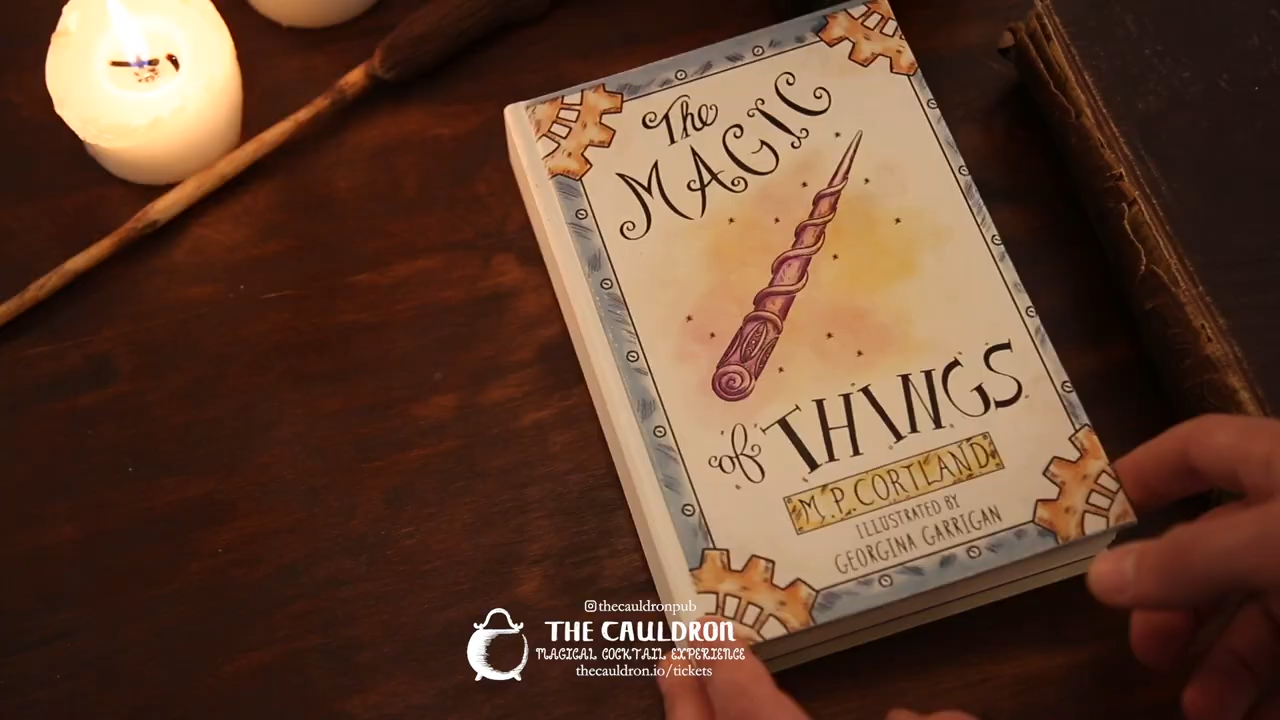 The
MAGIC
of THINGS
M.P. CORTLAND
ILLUSTRATED BY
GEORGINA GARRIGAN
thecauldronpub
THE CAULDRON
MAGICAL COCKTAIL EXPERIENCE
thecauldron.io/tickets